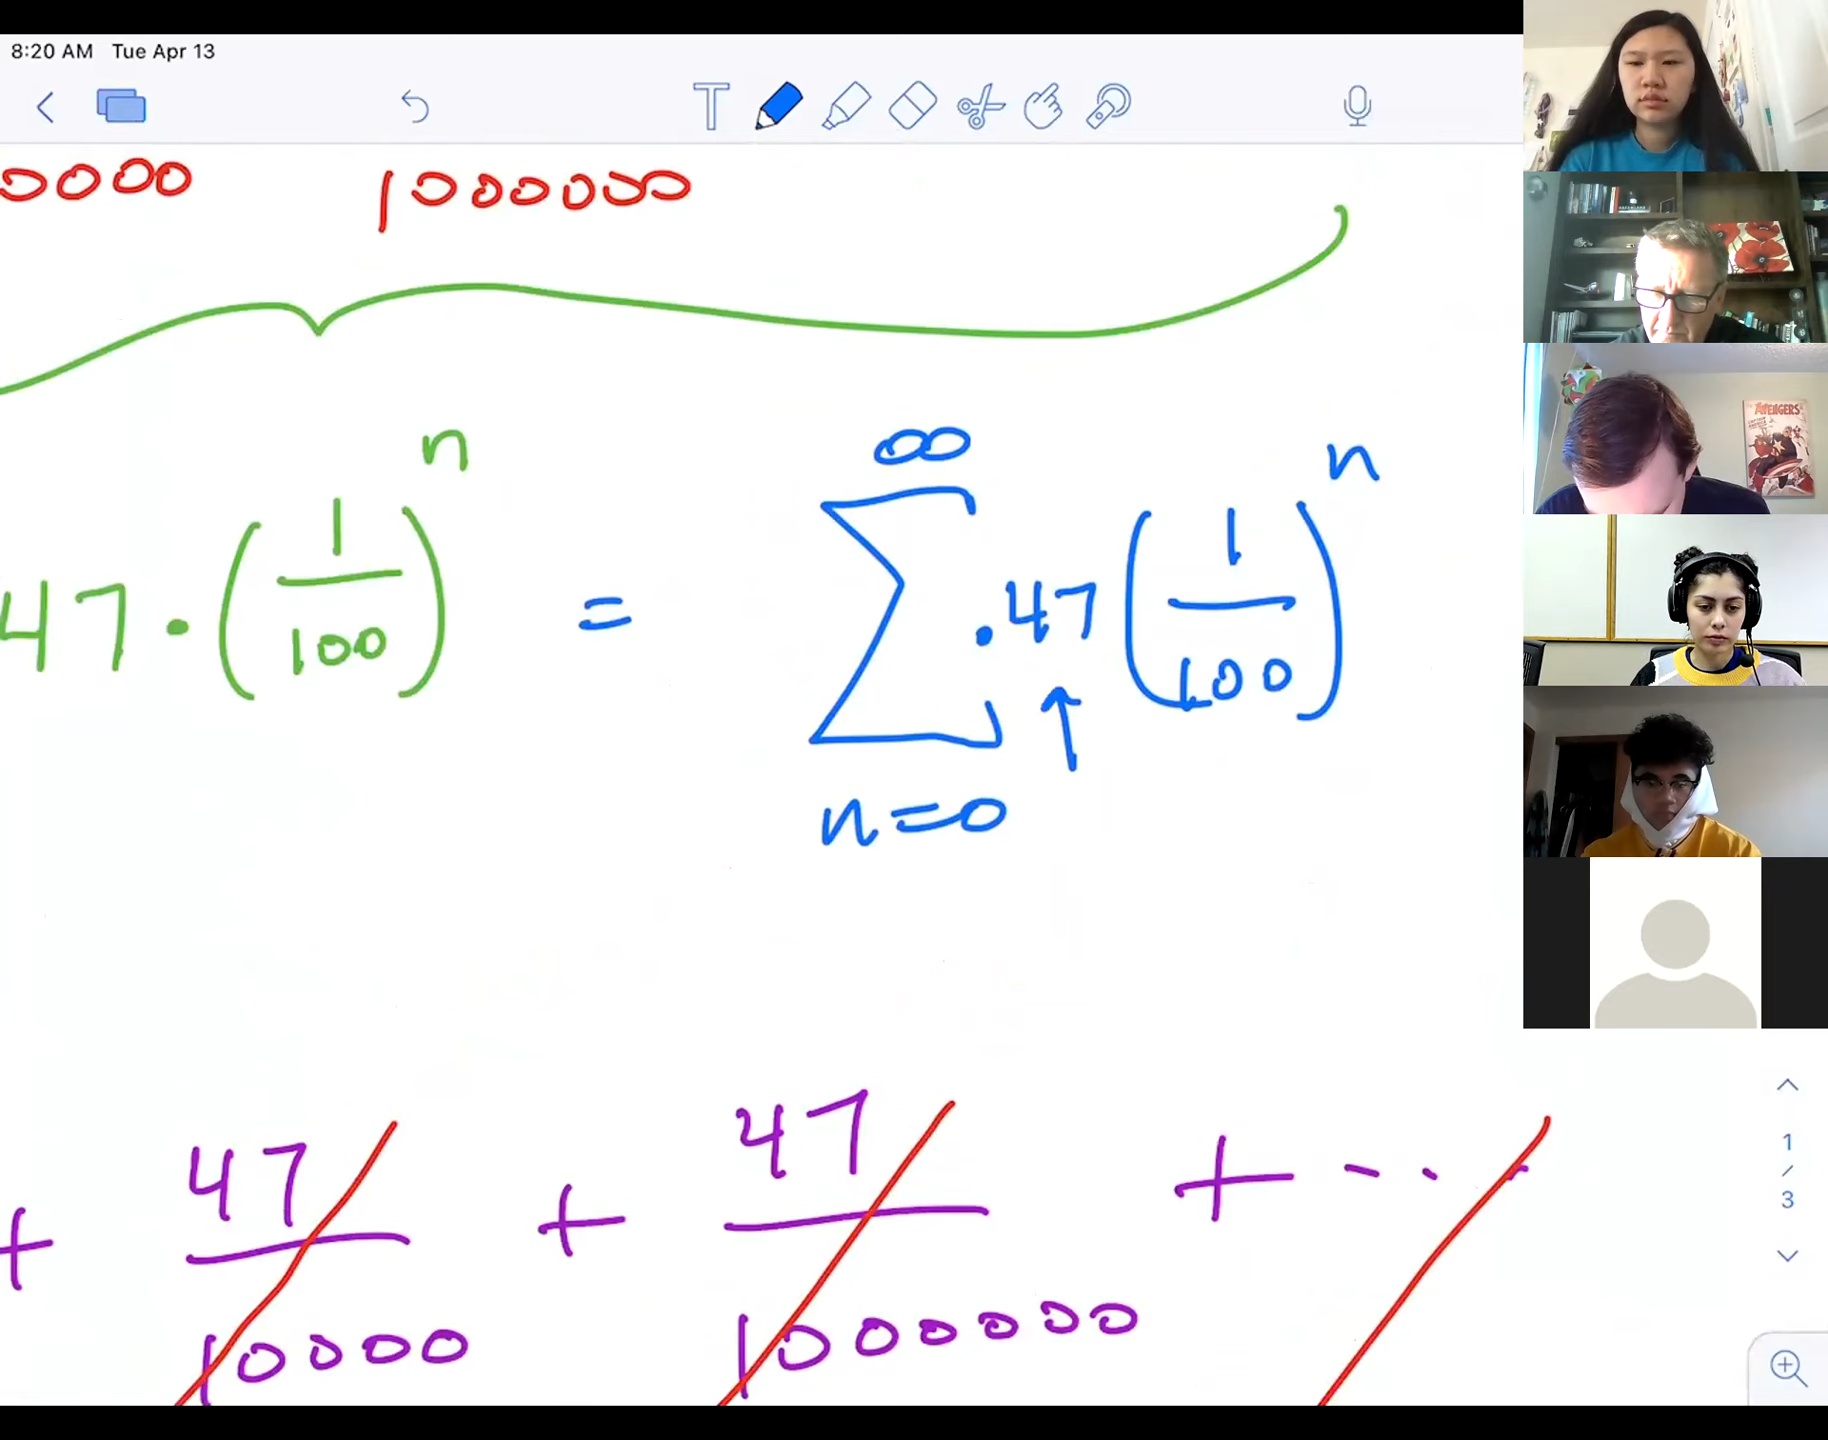 8:20 AM Tue Apr 13
T
0000 1000000
47 · (1/100)^n = ∞ Σ n=0 .47 (1/100)^n
AVENGERS
1
/
3
+ 47/10000 + 47/1000000 + ...